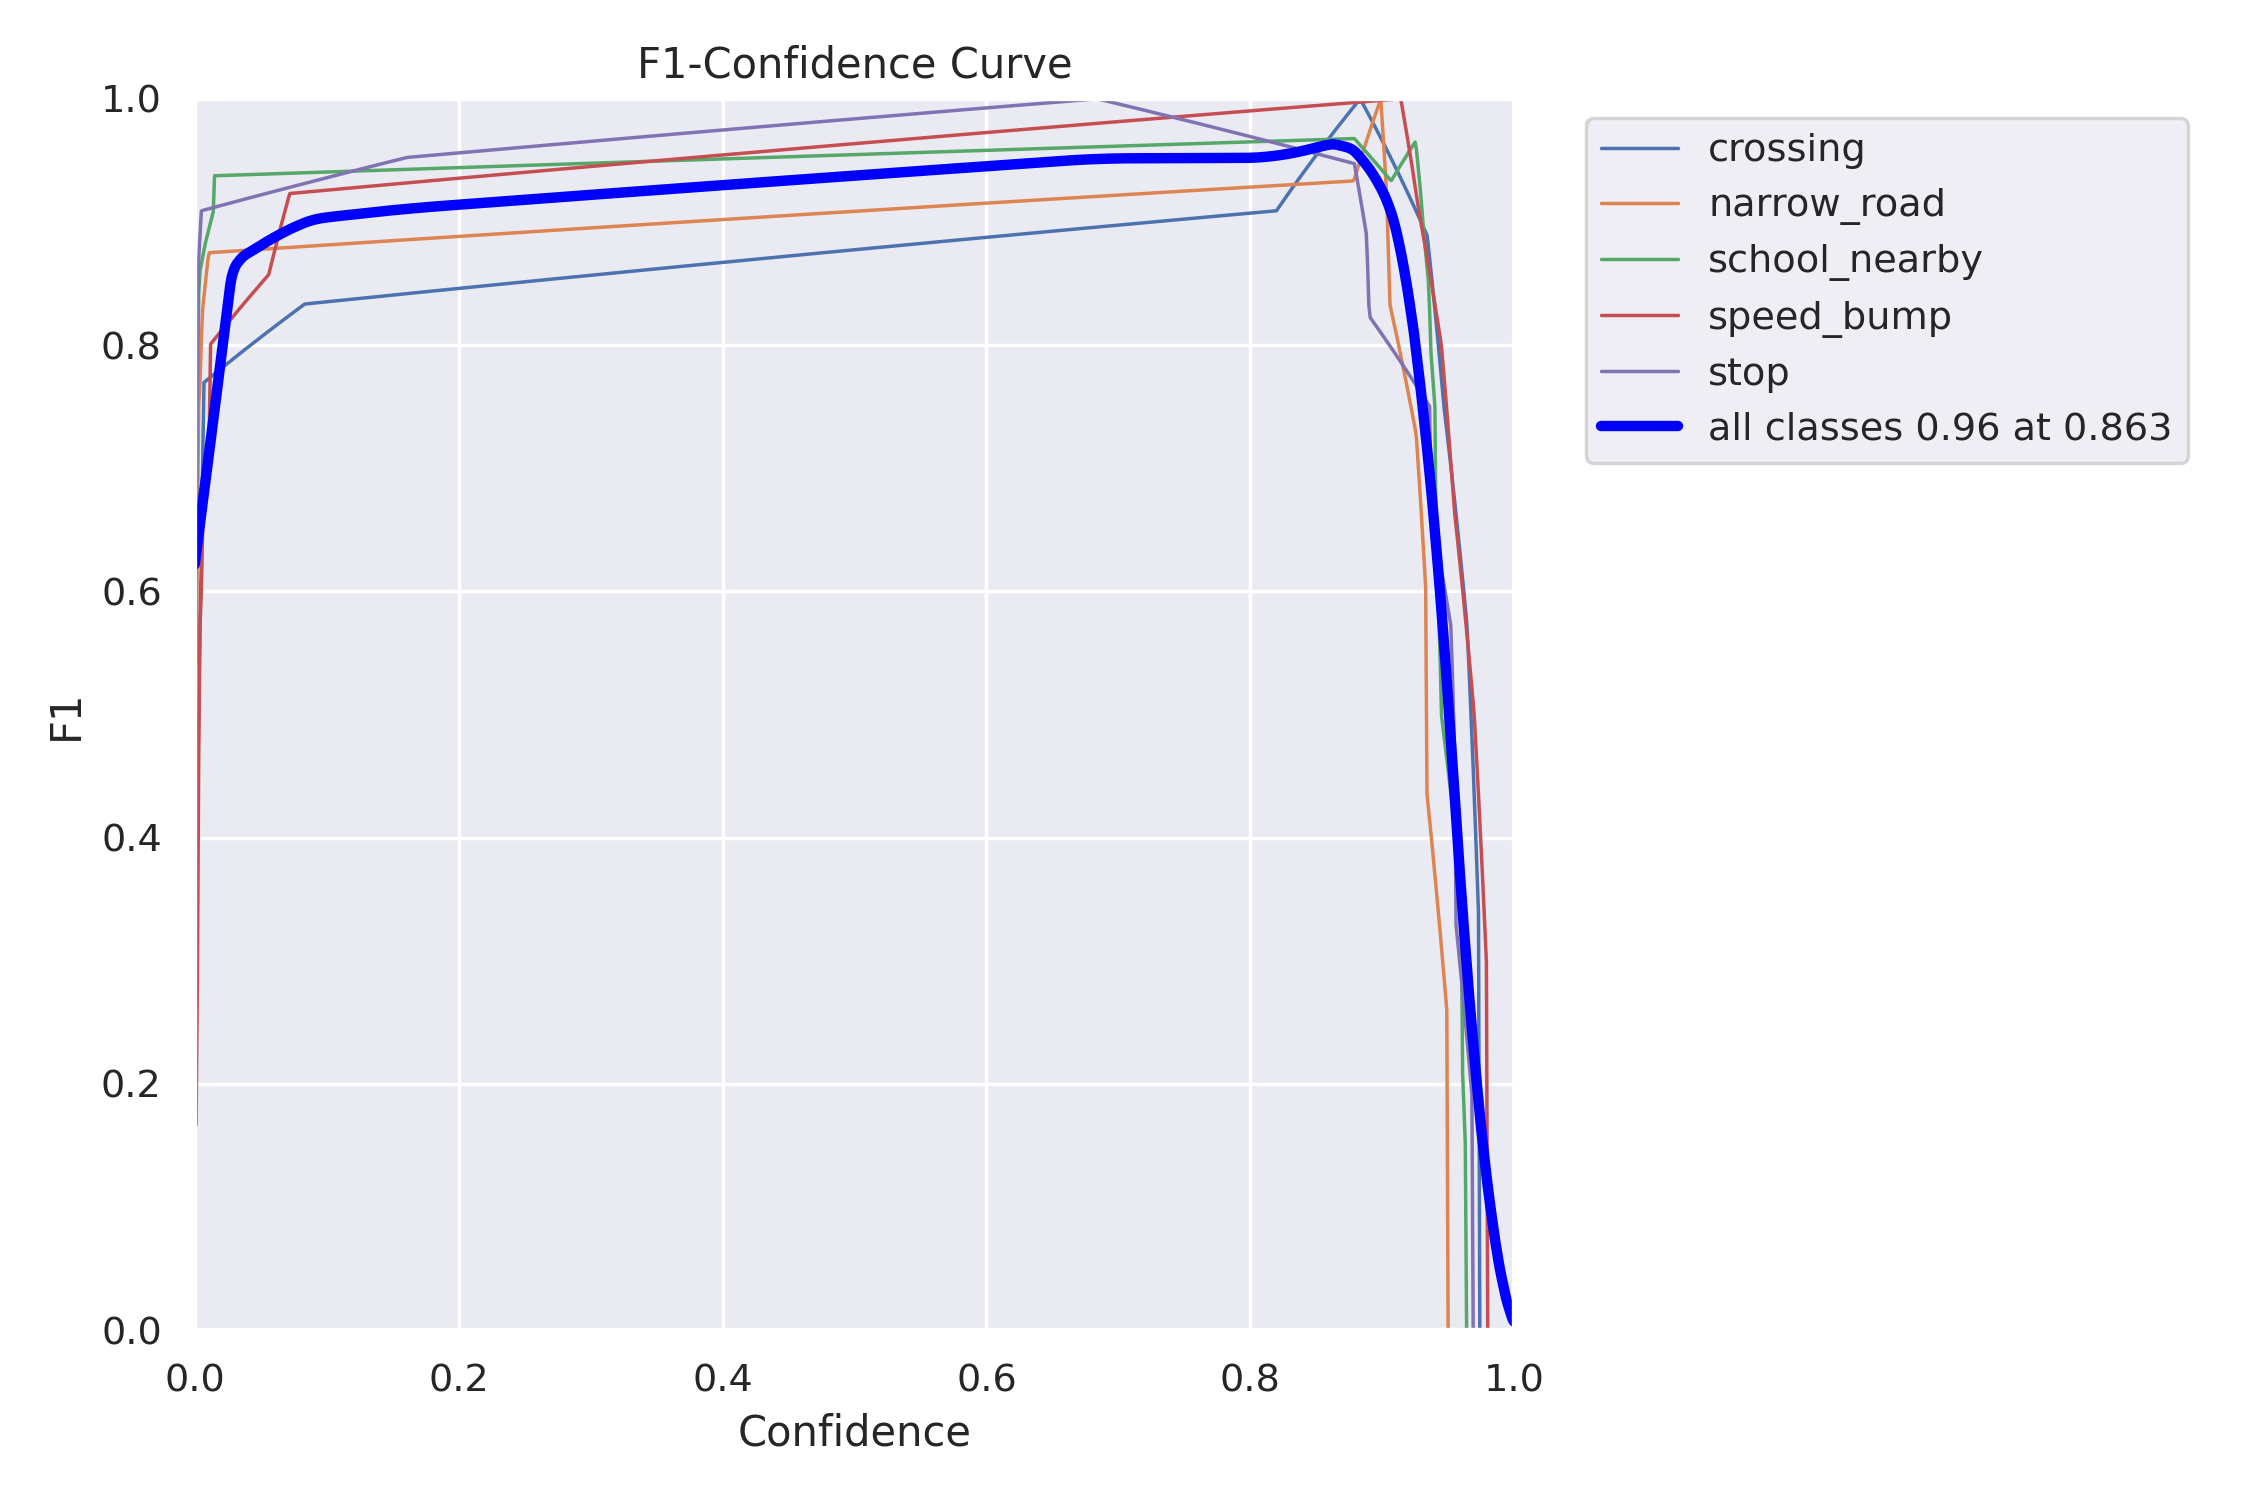 F1-Confidence Curve
1.0
0.8
0.6
0.4
0.2
0.0
F1
0.0 0.2 0.4 0.6 0.8 1.0
Confidence
crossing
narrow_road
school_nearby
speed_bump
stop
all classes 0.96 at 0.863